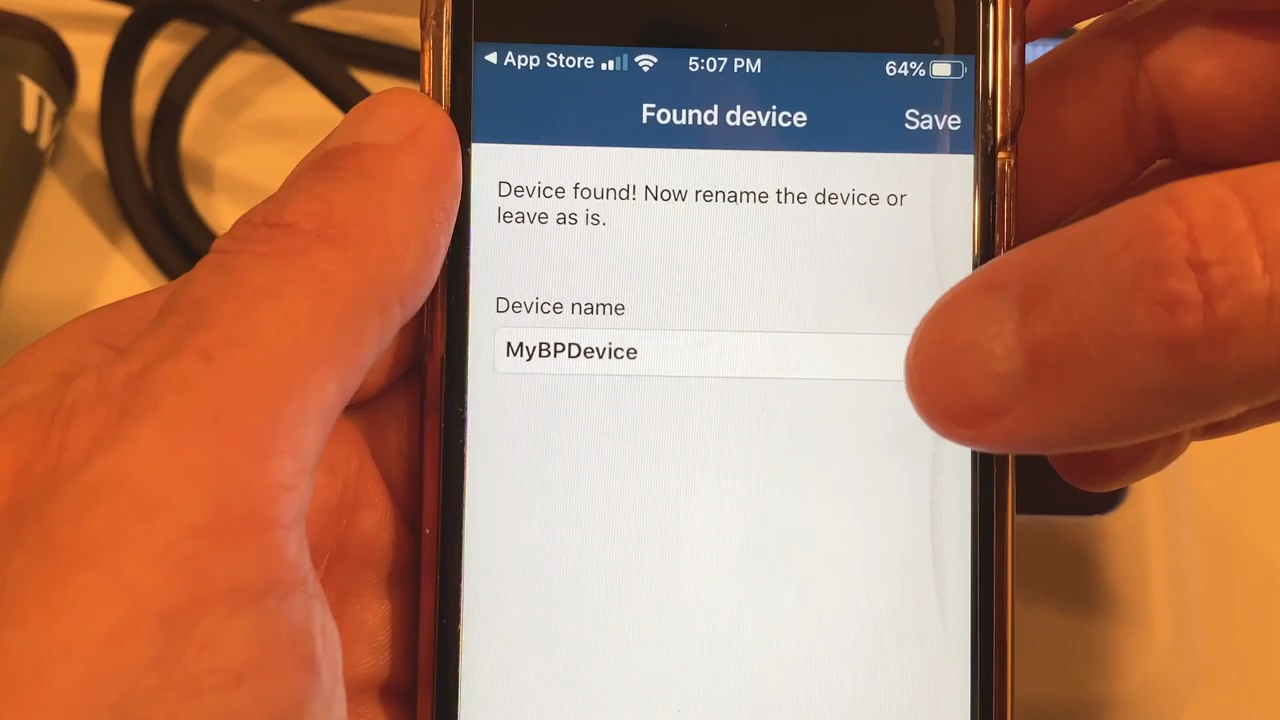 ◀ App Store 5:07 PM 64%
Found device Save
Device found! Now rename the device or
leave as is.
Device name
MyBPDevice